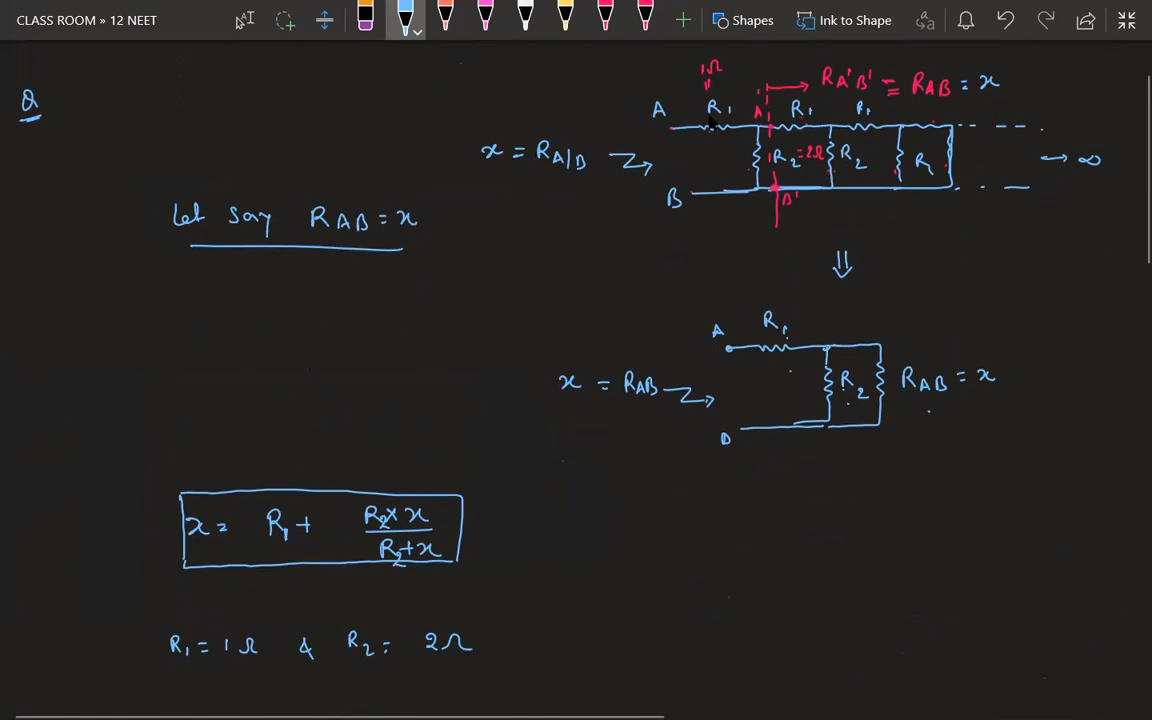 CLASS ROOM » 12 NEET
Shapes
Ink to Shape
Q
1Ω
॥
A R1 A' R1 R1
RA'B' = RAB = x
x = RA/B
R2 = 2Ω R2 R1
→ ∞
B B'
Let say RAB = x
⇓
A R1
x = RAB
R2 RAB = x
B
x = R1 + R2 × x / R2 + x
R1 = 1Ω & R2 = 2Ω